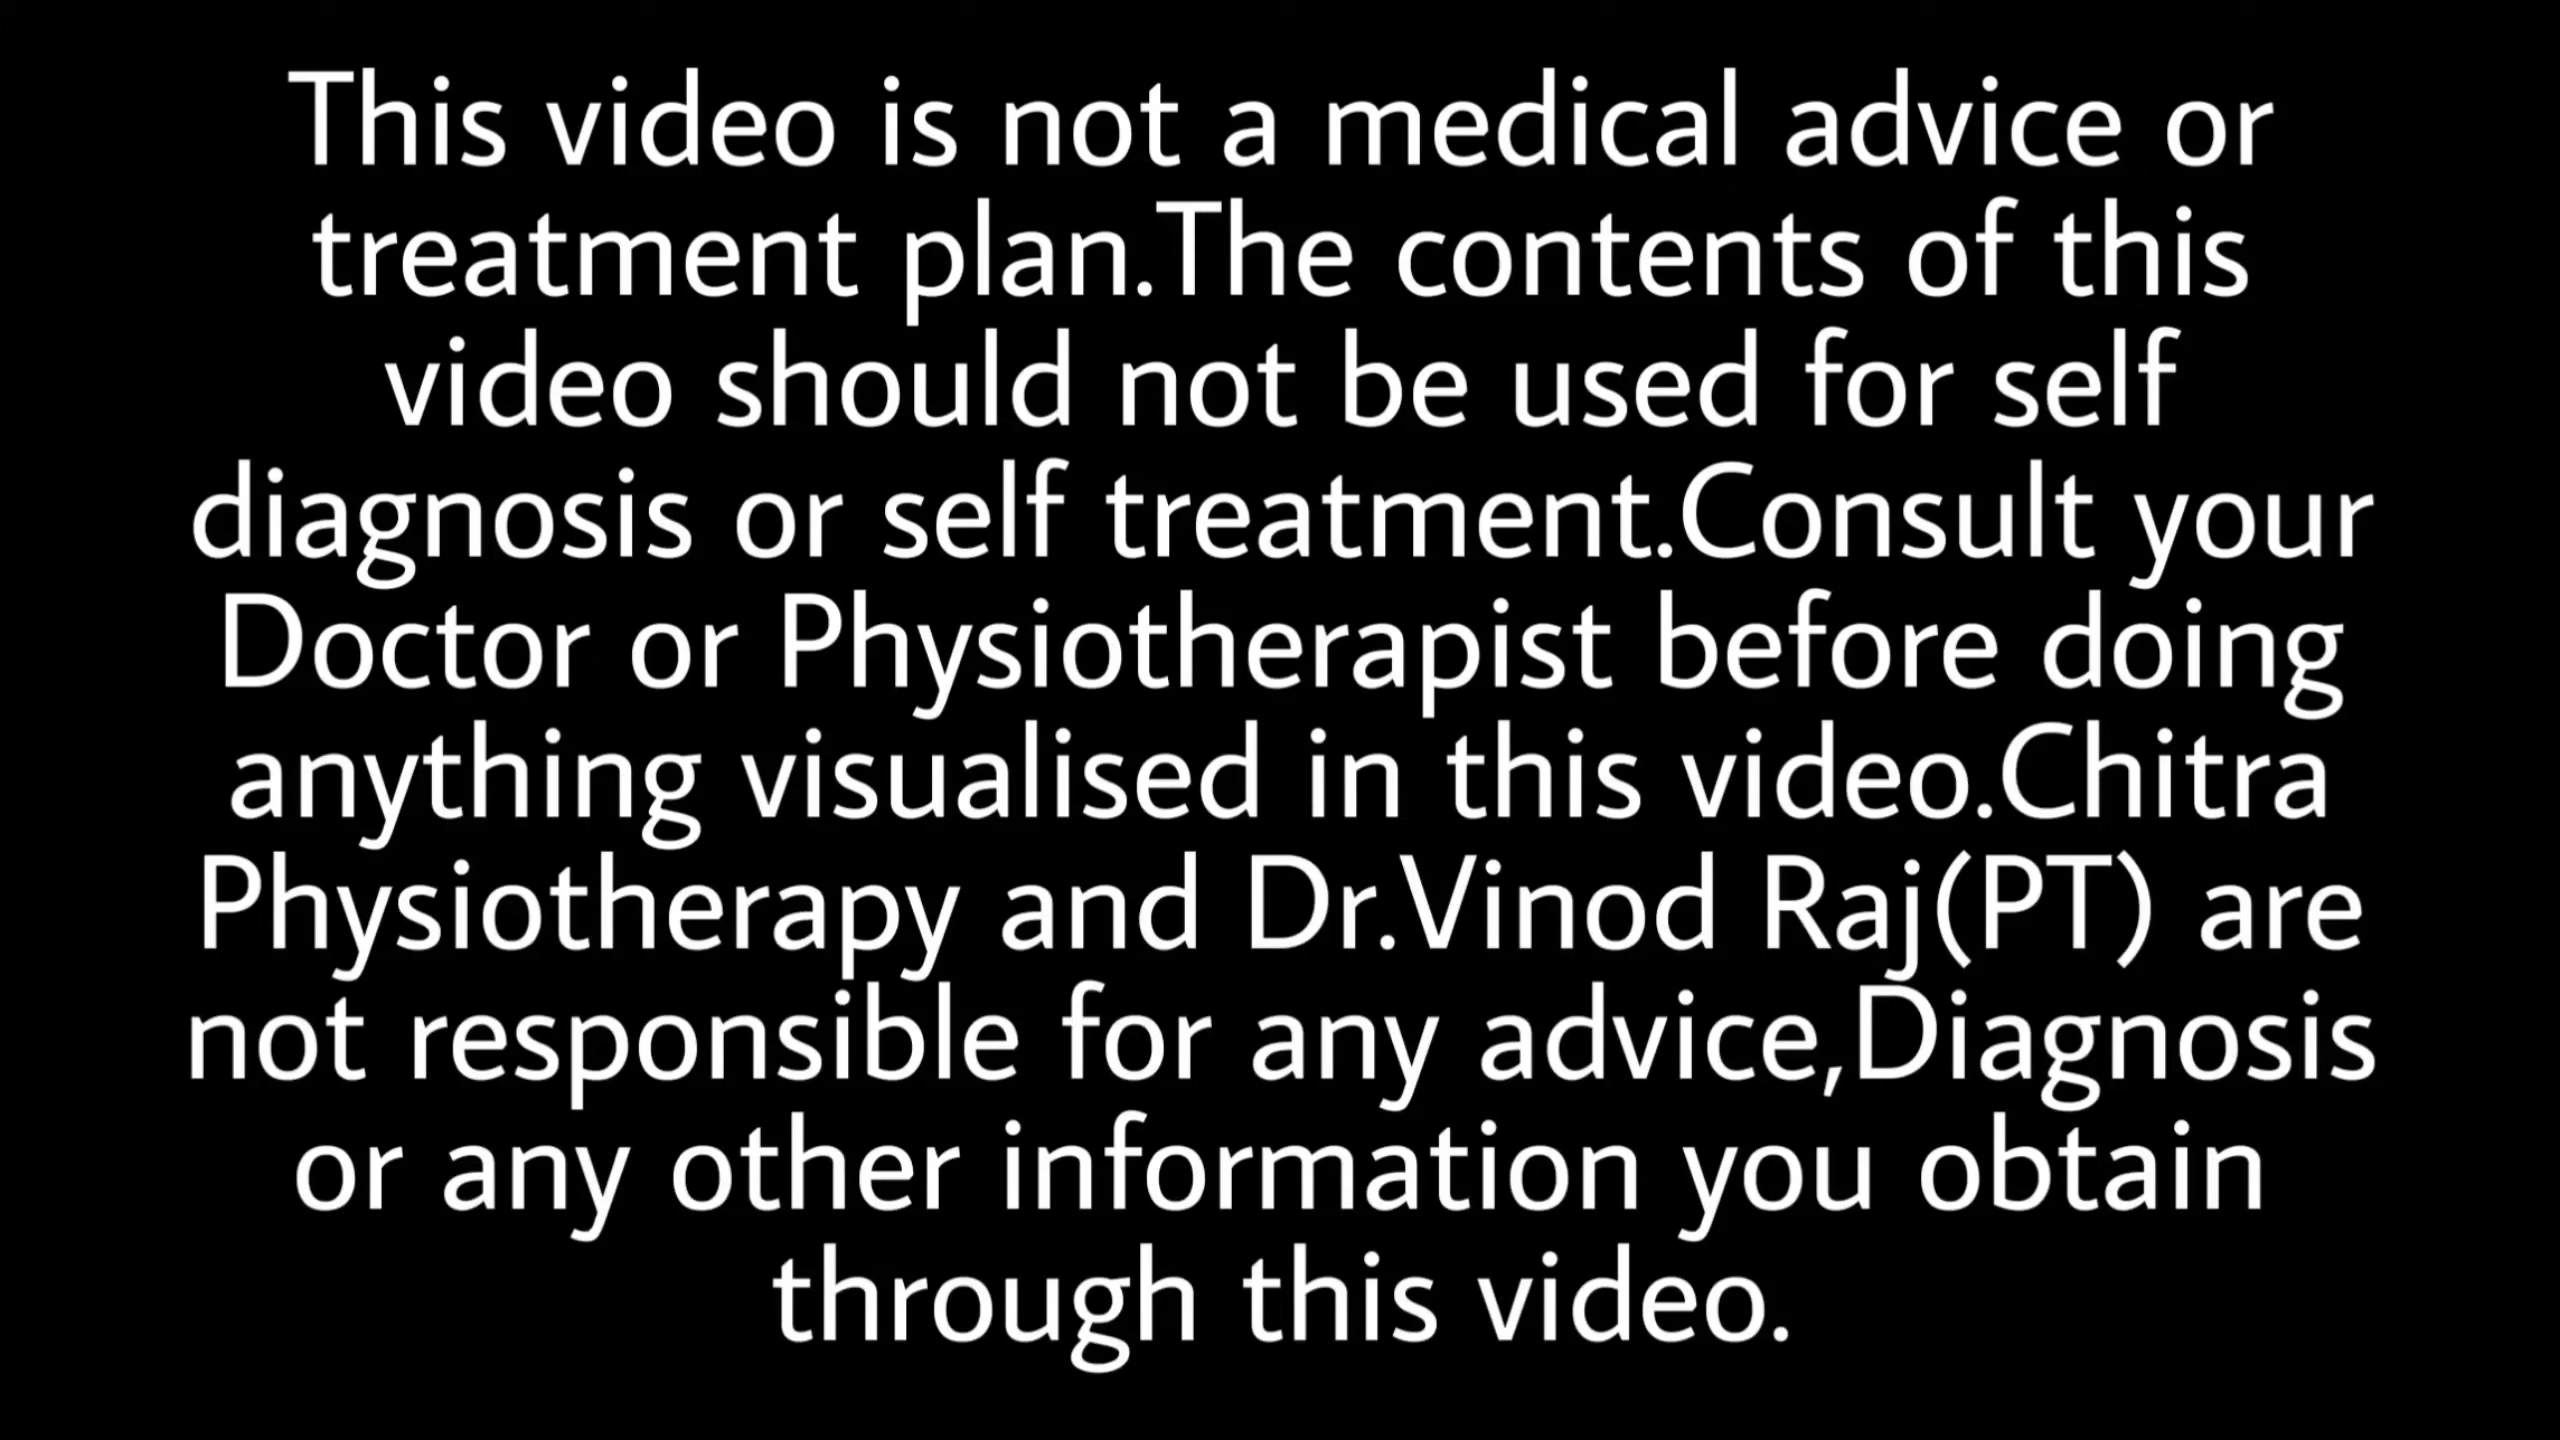 This video is not a medical advice or
treatment plan.The contents of this
video should not be used for self
diagnosis or self treatment.Consult your
Doctor or Physiotherapist before doing
anything visualised in this video.Chitra
Physiotherapy and Dr.Vinod Raj(PT) are
not responsible for any advice,Diagnosis
or any other information you obtain
through this video.